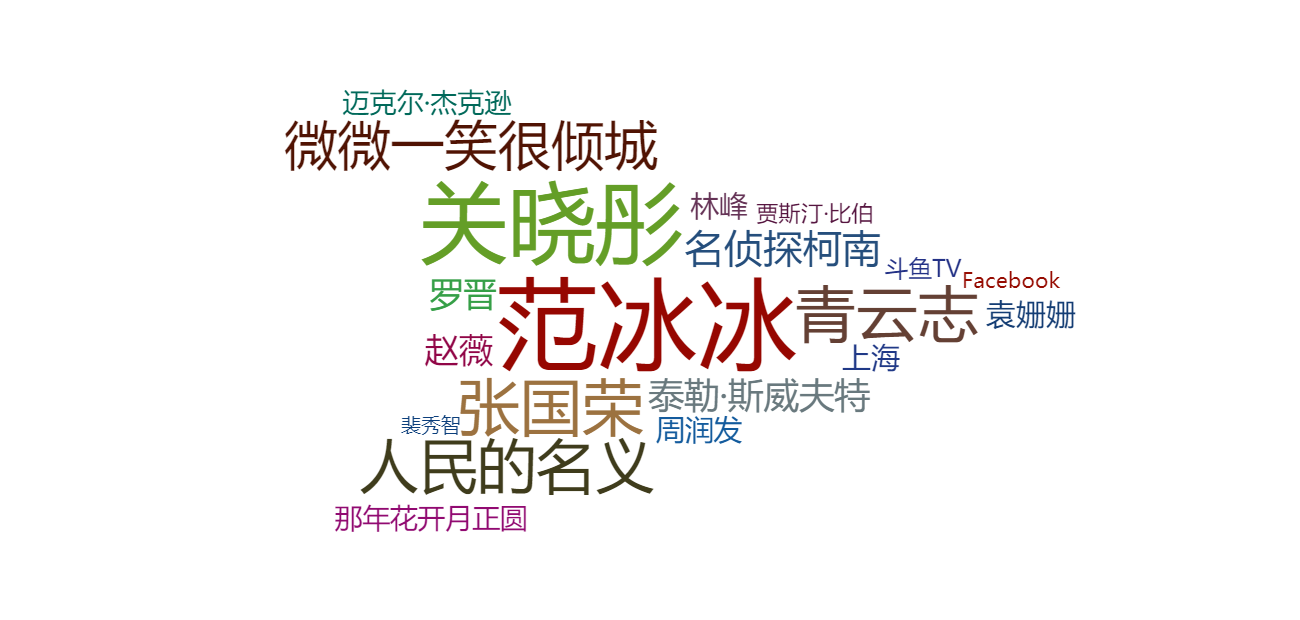 迈克尔·杰克逊
微微一笑很倾城
关晓彤
林峰
贾斯汀·比伯
名侦探柯南
斗鱼TV
Facebook
罗晋
范冰冰
青云志
袁姗姗
赵薇
上海
张国荣
泰勒·斯威夫特
裴秀智
周润发
人民的名义
那年花开月正圆